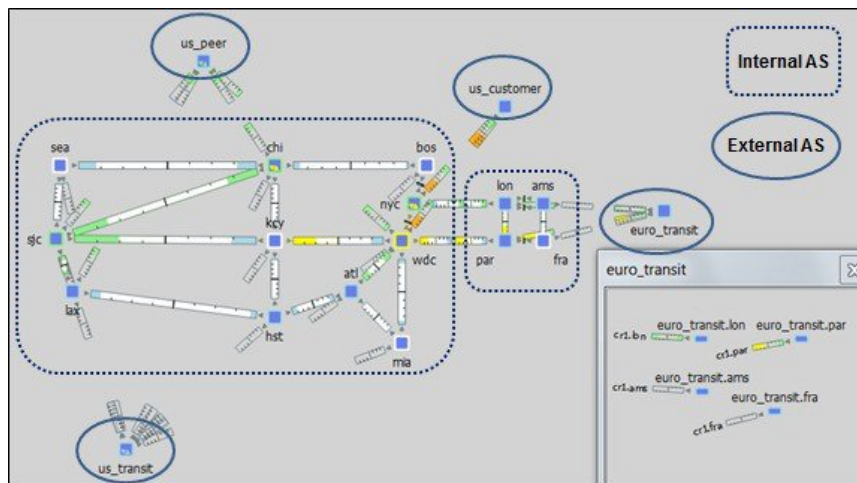 us_peer
us_customer
Internal AS
External AS
sea
chi
bos
lon
ams
nyc
sjc
kcy
wdc
par
fra
euro_transit
lax
atl
hst
mia
us_transit
euro_transit
euro_transit.lon
euro_transit.par
cr1.lon
cr1.par
euro_transit.ams
cr1.ams
euro_transit.fra
cr1.fra